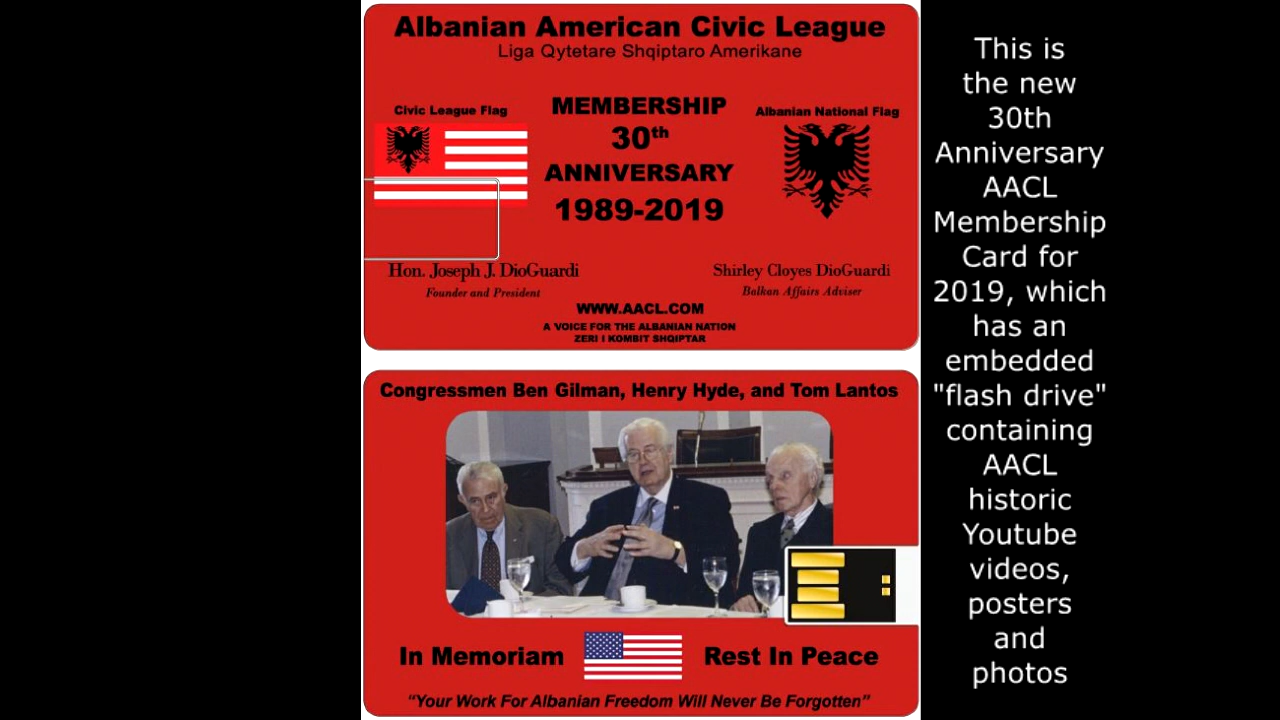 Albanian American Civic League
Liga Qytetare Shqiptaro Amerikane
Civic League Flag
MEMBERSHIP
30th
ANNIVERSARY
1989-2019
Albanian National Flag
Hon. Joseph J. DioGuardi
Founder and President
Shirley Cloyes DioGuardi
Balkan Affairs Adviser
WWW.AACL.COM
A VOICE FOR THE ALBANIAN NATION
ZERI I KOMBIT SHQIPTAR
Congressmen Ben Gilman, Henry Hyde, and Tom Lantos
In Memoriam
Rest In Peace
“Your Work For Albanian Freedom Will Never Be Forgotten”
This is
the new
30th
Anniversary
AACL
Membership
Card for
2019, which
has an
embedded
"flash drive"
containing
AACL
historic
Youtube
videos,
posters
and
photos